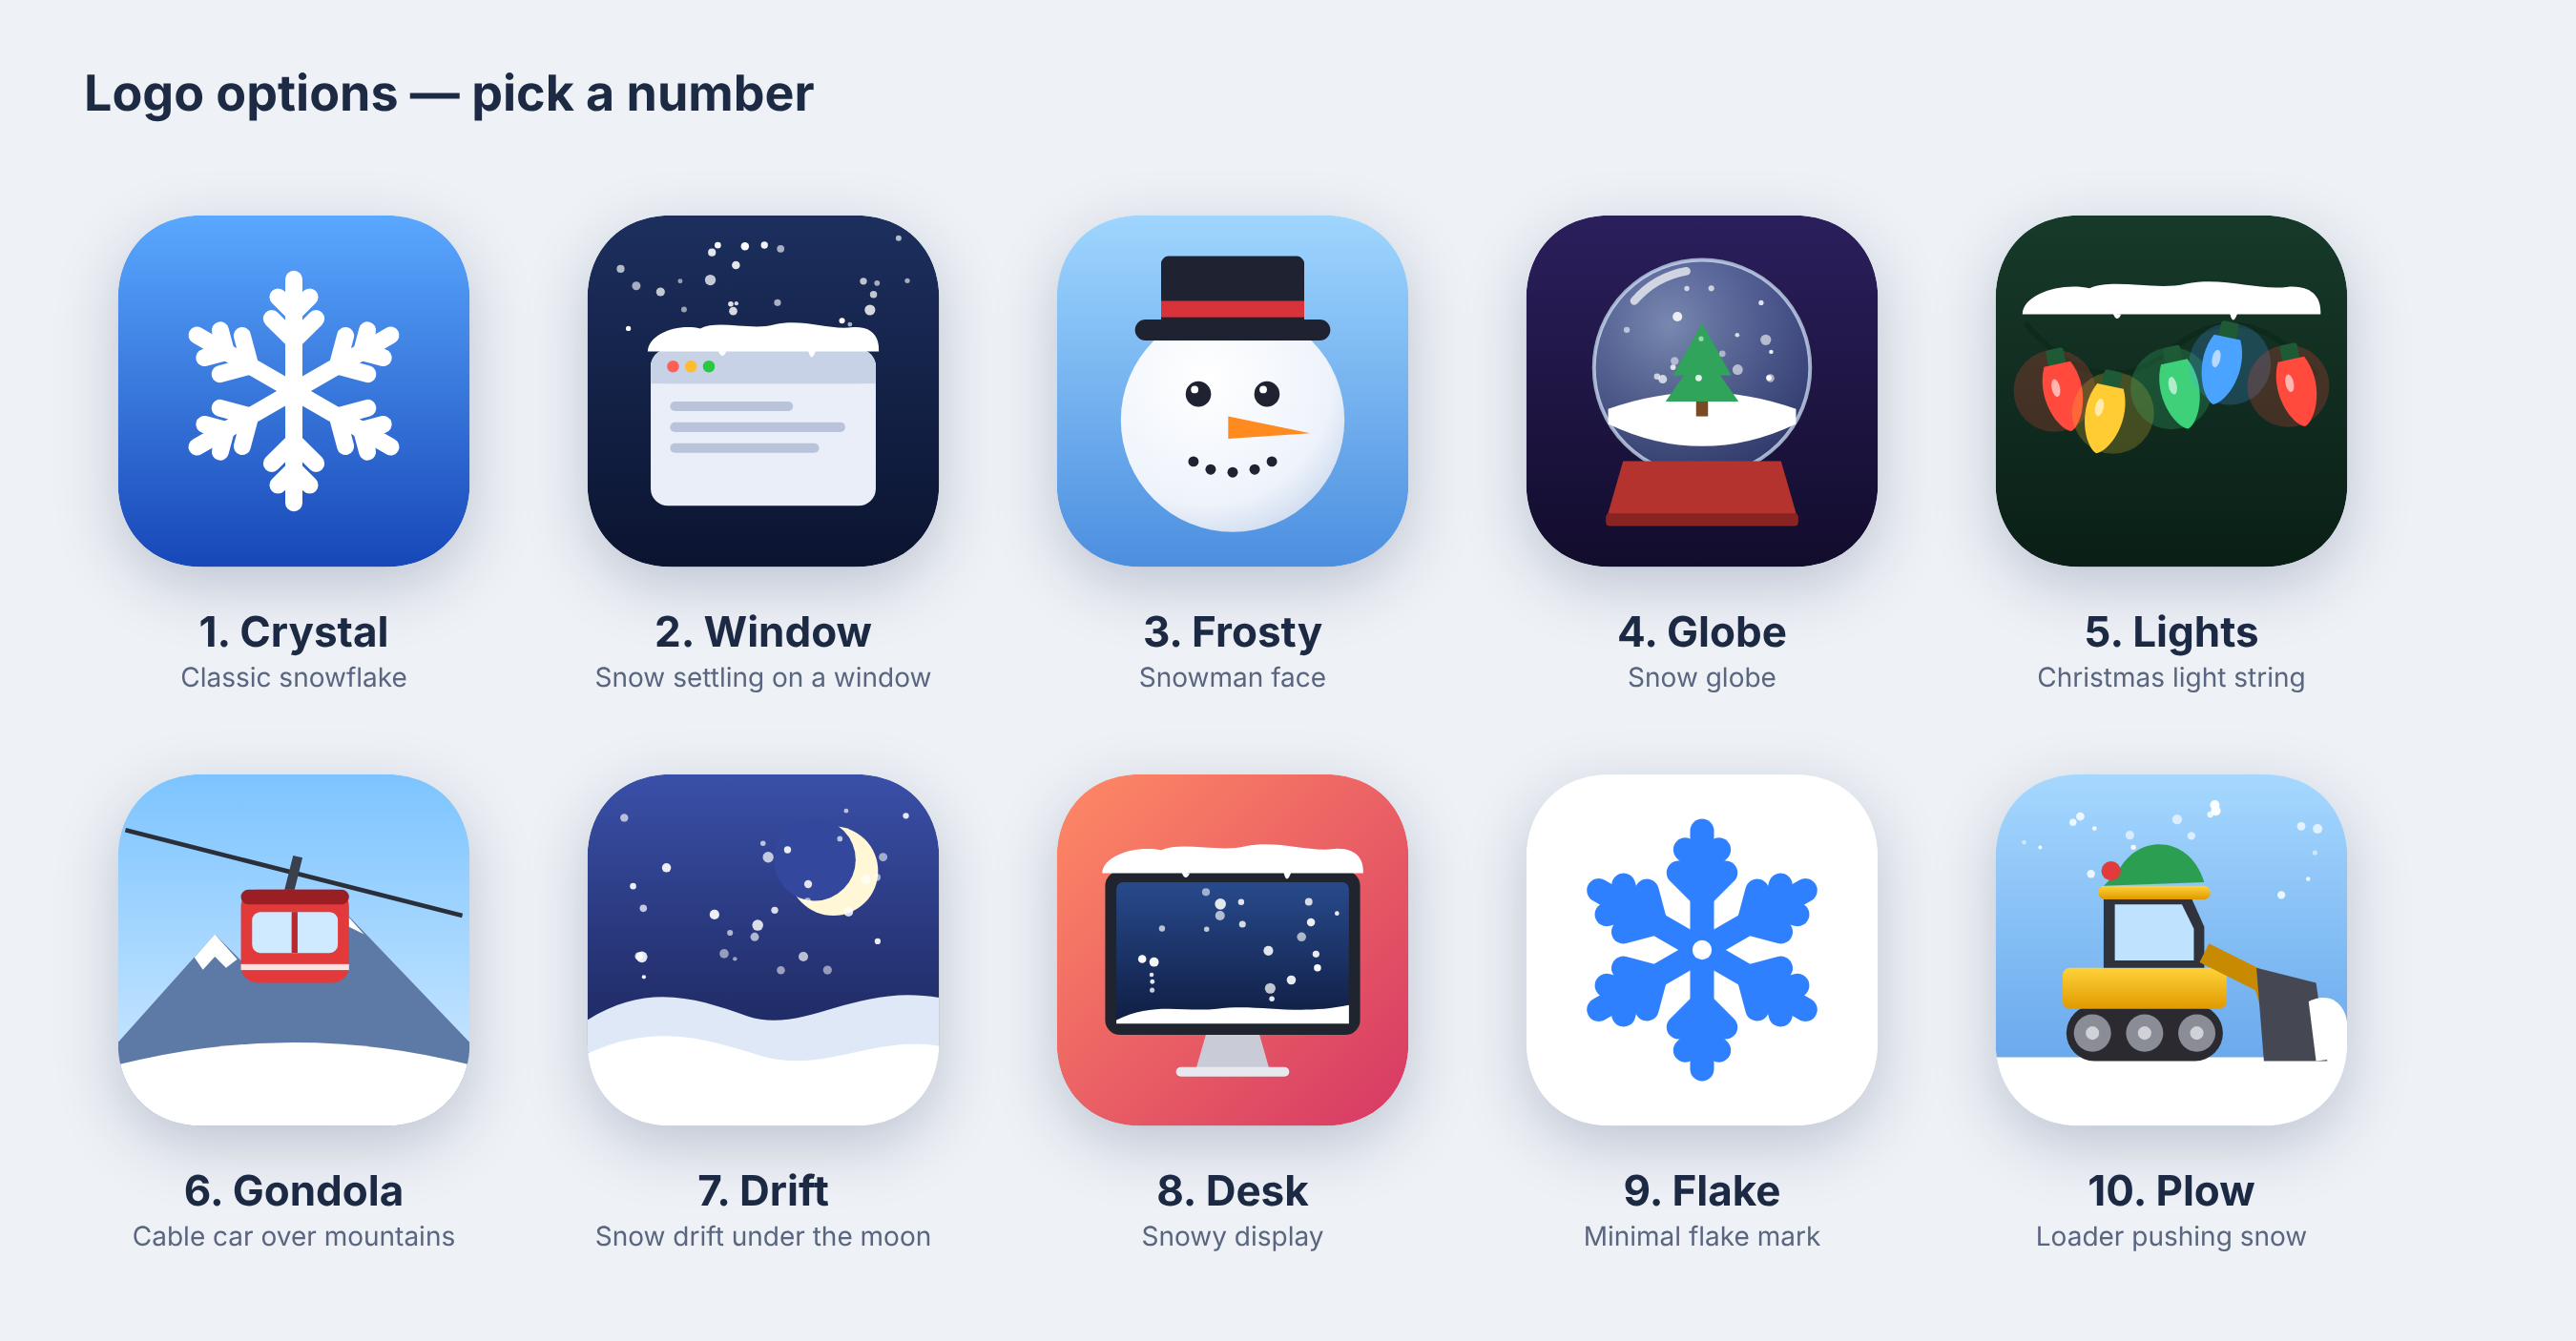 Logo options — pick a number
1. Crystal
Classic snowflake
2. Window
Snow settling on a window
3. Frosty
Snowman face
4. Globe
Snow globe
5. Lights
Christmas light string
6. Gondola
Cable car over mountains
7. Drift
Snow drift under the moon
8. Desk
Snowy display
9. Flake
Minimal flake mark
10. Plow
Loader pushing snow